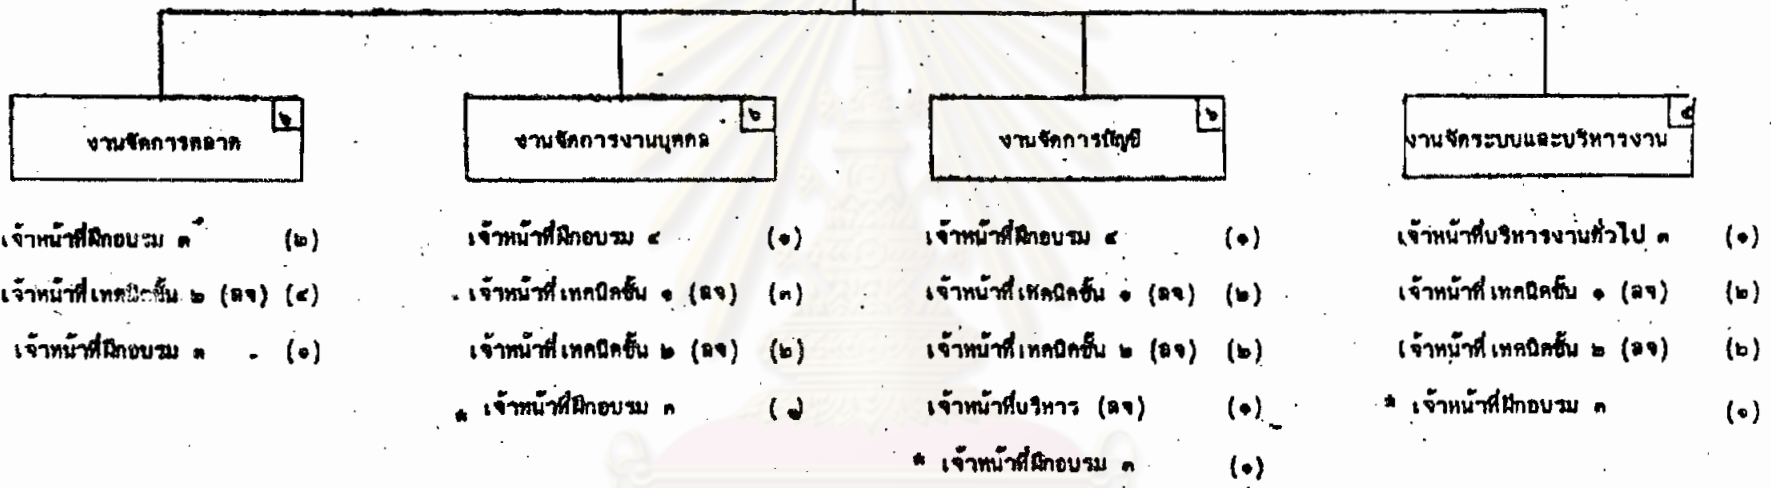 งานจัดการตลาด ๖
เจ้าหน้าที่ฝึกอบรม ๓ (๒)
เจ้าหน้าที่เทคนิคชั้น ๒ (ลจ) (๔)
เจ้าหน้าที่ฝึกอบรม ๓ (๑)
งานจัดการงานบุคคล ๖
เจ้าหน้าที่ฝึกอบรม ๔ (๑)
เจ้าหน้าที่เทคนิคชั้น ๑ (ลจ) (๓)
เจ้าหน้าที่เทคนิคชั้น ๒ (ลจ) (๒)
* เจ้าหน้าที่ฝึกอบรม ๓
งานจัดการบัญชี ๖
เจ้าหน้าที่ฝึกอบรม ๔ (๑)
เจ้าหน้าที่เทคนิคชั้น ๑ (ลจ) (๒)
เจ้าหน้าที่เทคนิคชั้น ๒ (ลจ) (๒)
เจ้าหน้าที่บริหาร (ลจ) (๑)
* เจ้าหน้าที่ฝึกอบรม ๓ (๑)
งานจัดระบบและบริหารงาน
เจ้าหน้าที่บริหารงานทั่วไป ๓ (๑)
เจ้าหน้าที่เทคนิคชั้น ๑ (ลจ) (๒)
เจ้าหน้าที่เทคนิคชั้น ๒ (ลจ) (๒)
* เจ้าหน้าที่ฝึกอบรม ๓ (๑)